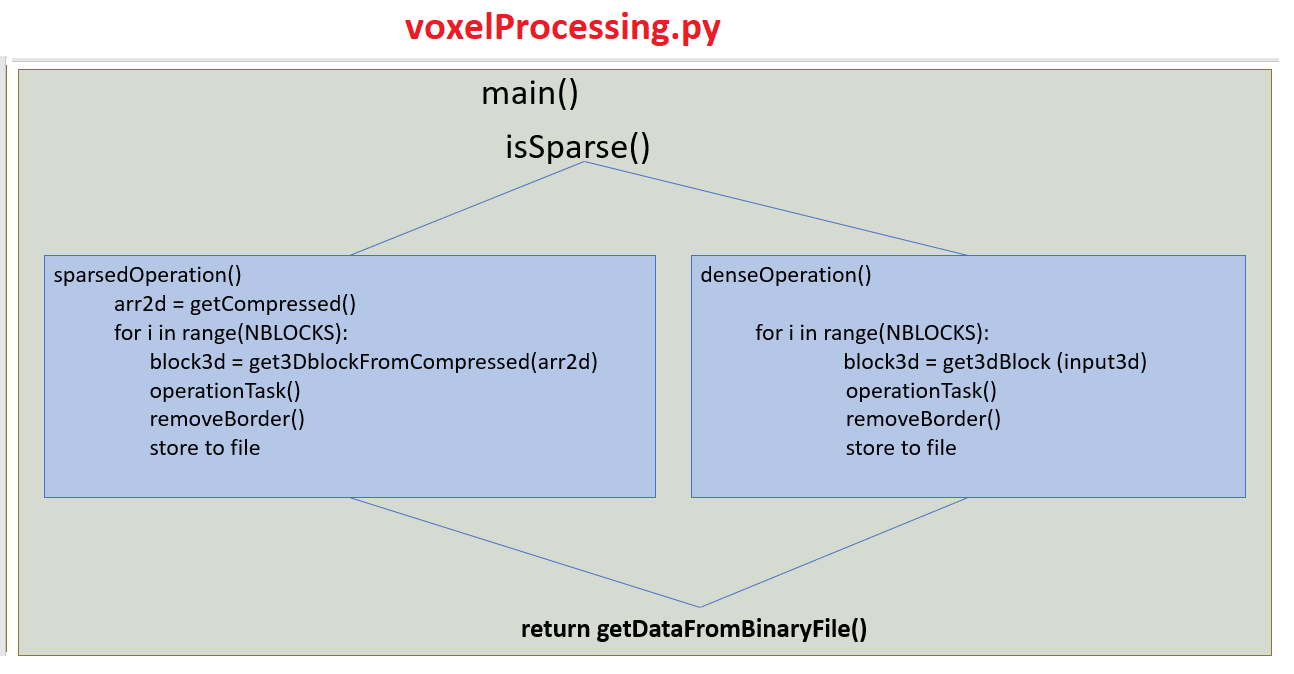 voxelProcessing.py
main()
isSparse()
sparsedOperation()
arr2d = getCompressed()
for i in range(NBLOCKS):
block3d = get3DblockFromCompressed(arr2d)
operationTask()
removeBorder()
store to file
denseOperation()
for i in range(NBLOCKS):
block3d = get3dBlock (input3d)
operationTask()
removeBorder()
store to file
return getDataFromBinaryFile()